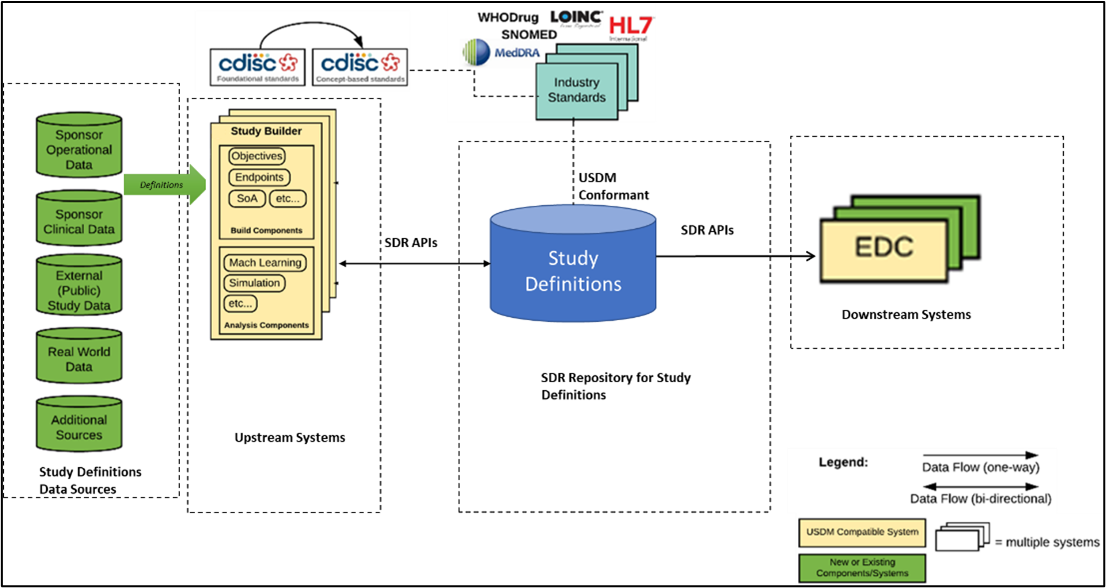 WHODrug
LOINC
SNOMED
HL7
International
MedDRA
cdisc
Foundational standards
cdisc
Concept-based standards
Industry
Standards
Sponsor
Operational
Data
Sponsor
Clinical Data
External
(Public)
Study Data
Real World
Data
Additional
Sources
Study Definitions
Data Sources
Definitions
Study Builder
Objectives
Endpoints
SoA
etc...
Build Components
Mach Learning
Simulation
etc...
Analysis Components
Upstream Systems
SDR APIs
USDM
Conformant
Study
Definitions
SDR Repository for Study
Definitions
SDR APIs
EDC
Downstream Systems
Legend:
Data Flow (one-way)
Data Flow (bi-directional)
USDM Compatible System
= multiple systems
New or Existing
Components/Systems